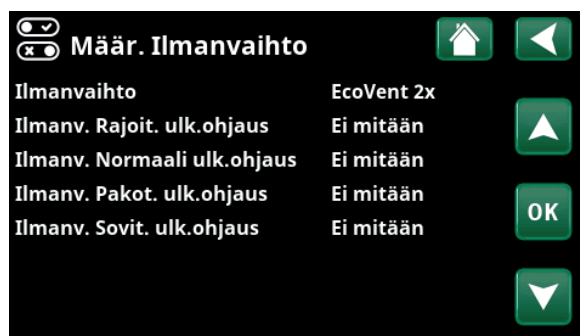 Määr. Ilmanvaihto
Ilmanvaihto EcoVent 2x
Ilmanv. Rajoit. ulk.ohjaus Ei mitään
Ilmanv. Normaali ulk.ohjaus Ei mitään
Ilmanv. Pakot. ulk.ohjaus Ei mitään
Ilmanv. Sovit. ulk.ohjaus Ei mitään
OK